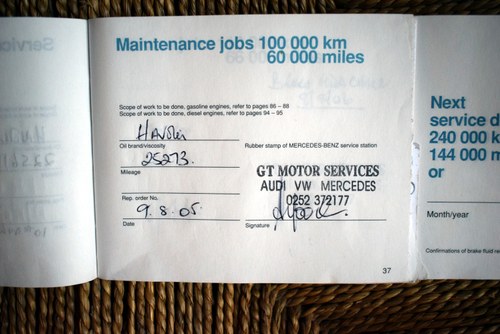 Maintenance jobs 100 000 km
60 000 miles
Scope of work to be done, gasoline engines, refer to pages 86 – 88
Scope of work to be done, diesel engines, refer to pages 94 – 95
Oil brand/viscosity
Rubber stamp of MERCEDES-BENZ service station
25273.
Mileage
GT MOTOR SERVICES
AUDI VW MERCEDES
0252 372177
Rep. order No.
9. 8. 05.
Date
Signature
37
Next
service d
240 000 k
144 000 m
or
Month/year
Confirmations of brake fluid re